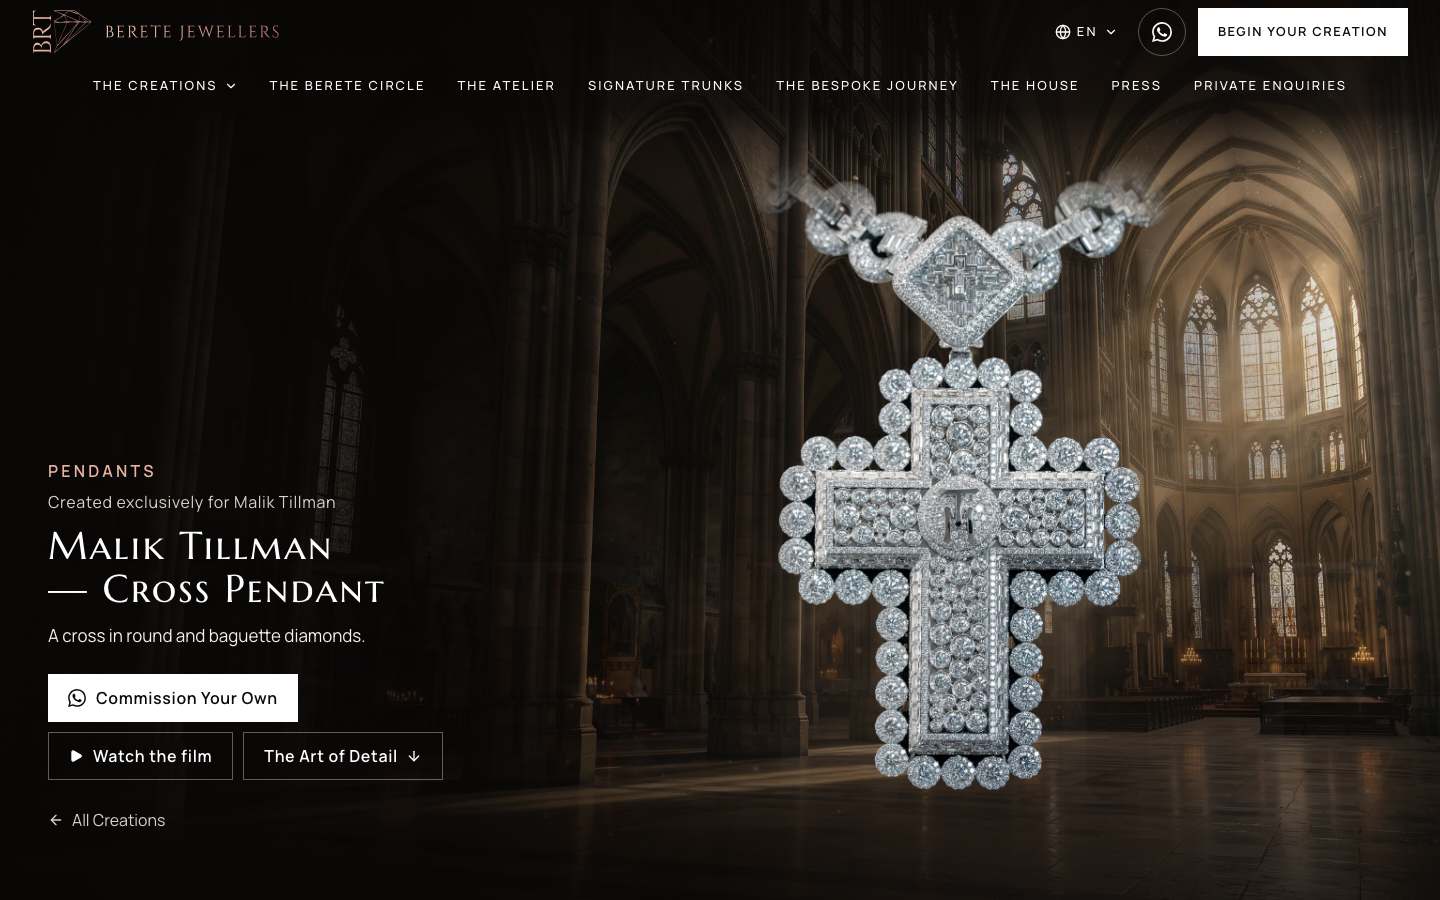 BRT BERETE JEWELLERS
EN
BEGIN YOUR CREATION
THE CREATIONS THE BERETE CIRCLE THE ATELIER SIGNATURE TRUNKS THE BESPOKE JOURNEY THE HOUSE PRESS PRIVATE ENQUIRIES
TM
PENDANTS
Created exclusively for Malik Tillman
Malik Tillman
— Cross Pendant
A cross in round and baguette diamonds.
Commission Your Own
Watch the film
The Art of Detail
All Creations